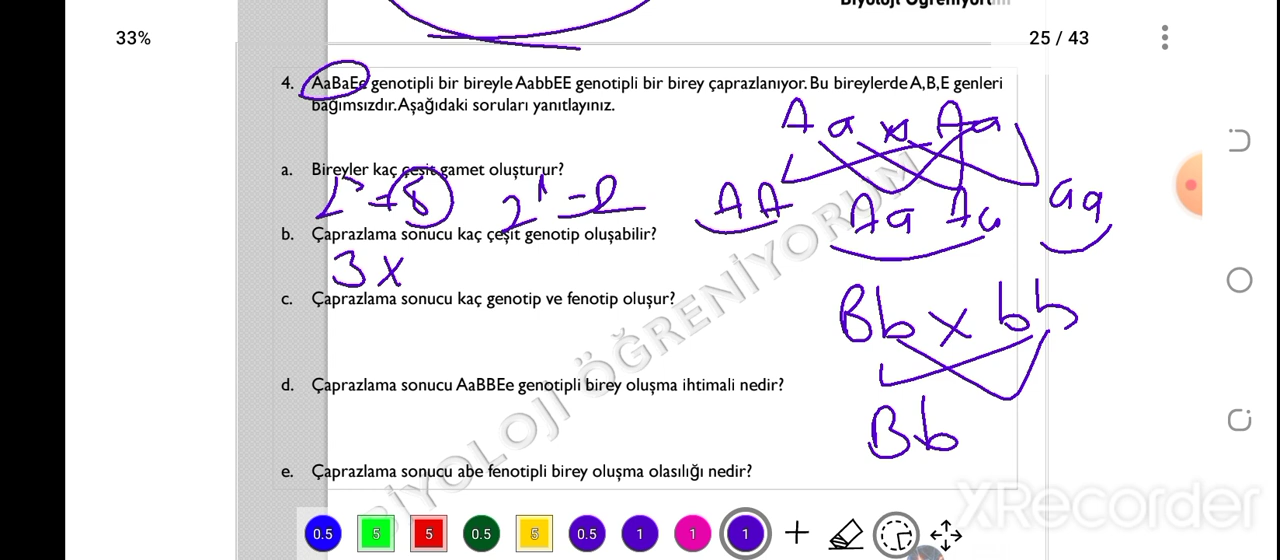 Biyoloji Öğreniyorum
33%
25 / 43
4. AaBaEe genotipli bir bireyle AabbEE genotipli bir birey çaprazlanıyor. Bu bireylerde A,B,E genleri
bağımsızdır. Aşağıdaki soruları yanıtlayınız.
A a x Aa
a. Bireyler kaç çeşit gamet oluşturur?
2³ = 8 2¹ = 2
AA Aa Aa aa
b. Çaprazlama sonucu kaç çeşit genotip oluşabilir?
3 x
c. Çaprazlama sonucu kaç genotip ve fenotip oluşur?
Bb x bb
d. Çaprazlama sonucu AaBBEe genotipli birey oluşma ihtimali nedir?
Bb
e. Çaprazlama sonucu abe fenotipli birey oluşma olasılığı nedir?
BİYOLOJİ ÖĞRENİYORUM
XRecorder
0.5 5 5 0.5 5 0.5 1 1 1